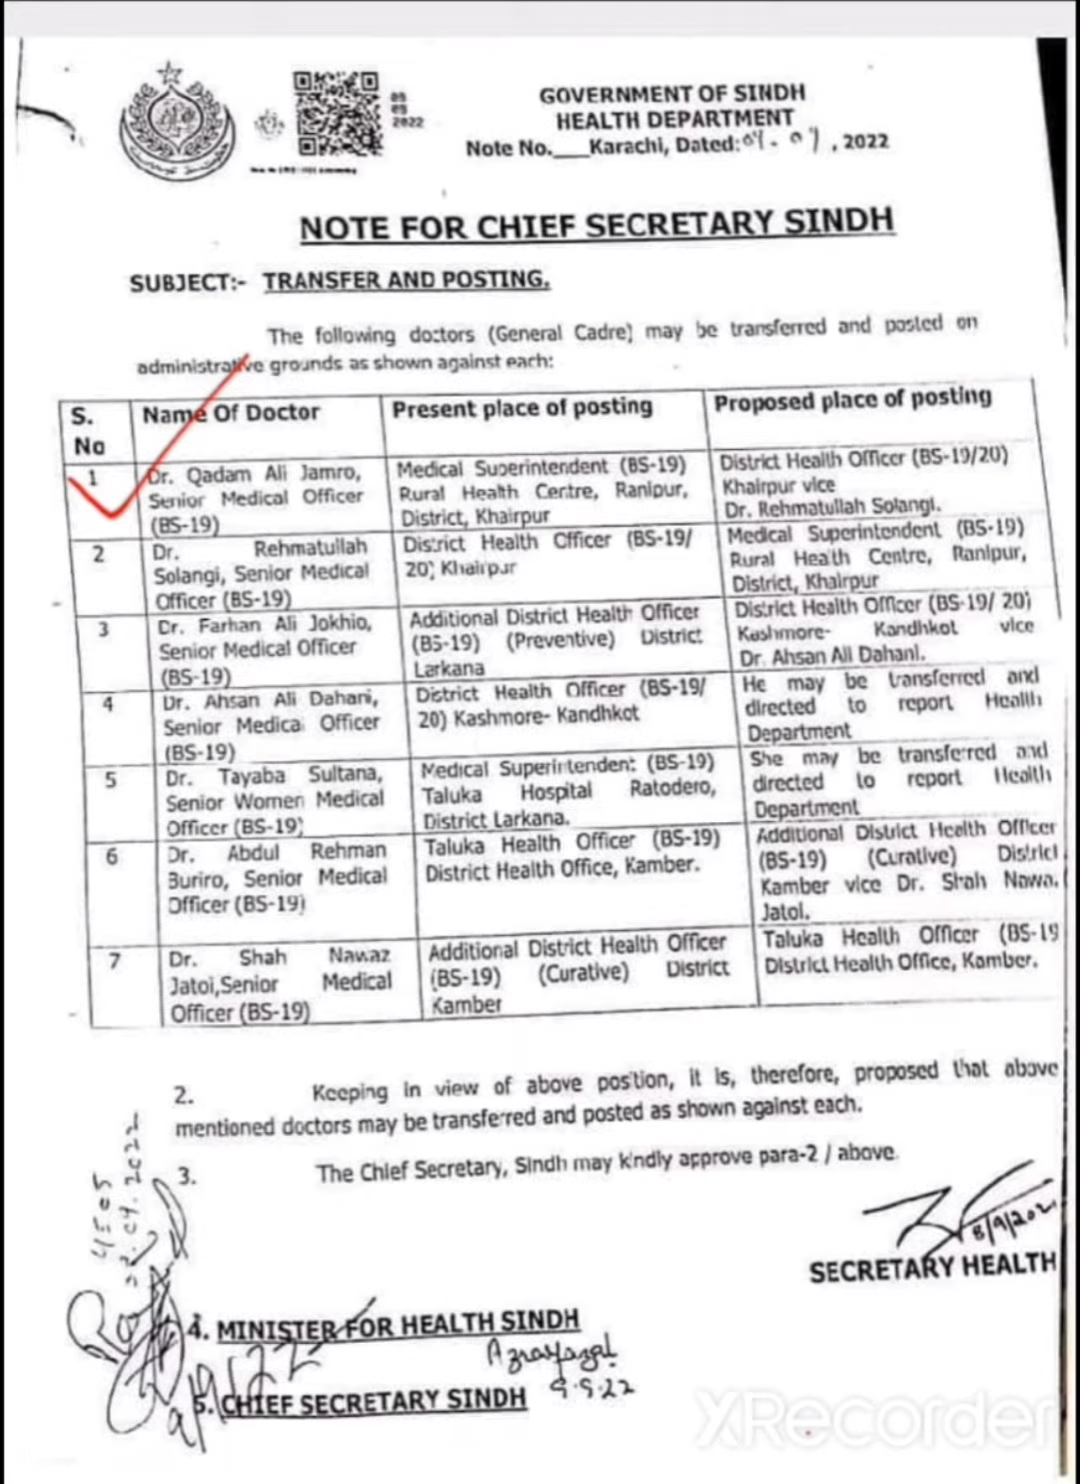 09
09
2022
GOVERNMENT OF SINDH
HEALTH DEPARTMENT
Note No.___Karachi, Dated: , 2022
NOTE FOR CHIEF SECRETARY SINDH
SUBJECT:- TRANSFER AND POSTING.
The following doctors (General Cadre) may be transferred and posted on
administrative grounds as shown against each:
S. No
Name Of Doctor
Present place of posting
Proposed place of posting
1
Dr. Qadam Ali Jamro,
Senior Medical Officer
(BS-19)
Medical Superintendent (BS-19)
Rural Health Centre, Ranipur,
District, Khairpur
District Health Officer (BS-19/20)
Khairpur vice
Dr. Rehmatullah Solangi.
2
Dr. Rehmatullah
Solangi, Senior Medical
Officer (BS-19)
District Health Officer (BS-19/
20) Khairpur
Medical Superintendent (BS-19)
Rural Health Centre, Ranipur,
District, Khairpur
3
Dr. Farhan Ali Jokhio,
Senior Medical Officer
(BS-19)
Additional District Health Officer
(BS-19) (Preventive) District
Larkana
District Health Officer (BS-19/ 20)
Kashmore- Kandhkot vice
Dr. Ahsan Ali Dahani.
4
Dr. Ahsan Ali Dahani,
Senior Medical Officer
(BS-19)
District Health Officer (BS-19/
20) Kashmore- Kandhkot
He may be transferred and
directed to report Health
Department
5
Dr. Tayaba Sultana,
Senior Women Medical
Officer (BS-19)
Medical Superintendent (BS-19)
Taluka Hospital Ratodero,
District Larkana.
She may be transferred and
directed to report Health
Department
6
Dr. Abdul Rehman
Buriro, Senior Medical
Officer (BS-19)
Taluka Health Officer (BS-19)
District Health Office, Kamber.
Additional District Health Officer
(BS-19) (Curative) District
Kamber vice Dr. Shah Nawa
Jatoi.
7
Dr. Shah Nawaz
Jatoi,Senior Medical
Officer (BS-19)
Additional District Health Officer
(BS-19) (Curative) District
Kamber
Taluka Health Officer (BS-19
District Health Office, Kamber.
2. Keeping in view of above position, it is, therefore, proposed that above
mentioned doctors may be transferred and posted as shown against each.
3. The Chief Secretary, Sindh may kindly approve para-2 / above.
4505
.09.2022
8/9/202
SECRETARY HEALTH
4. MINISTER FOR HEALTH SINDH
9.9.22
5. CHIEF SECRETARY SINDH
XRecorder